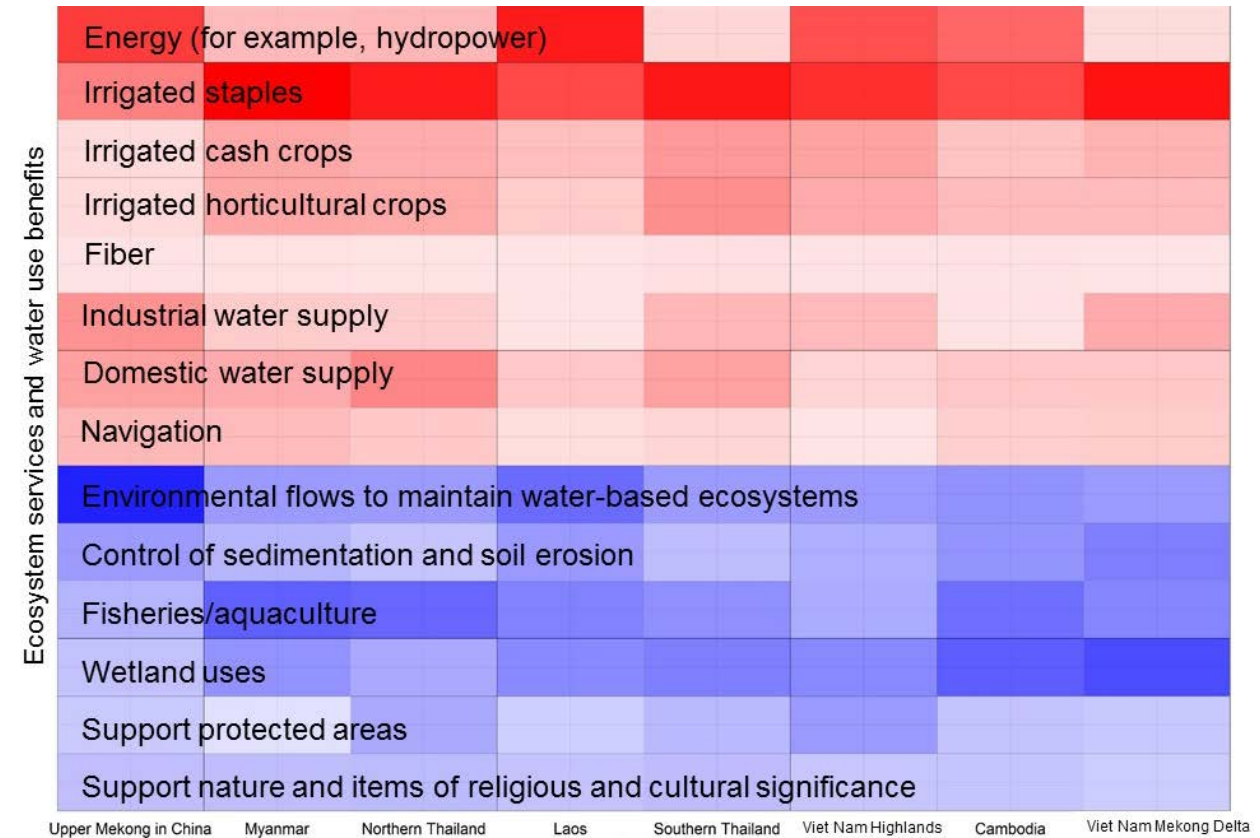 Ecosystem services and water use benefits
Energy (for example, hydropower)
Irrigated staples
Irrigated cash crops
Irrigated horticultural crops
Fiber
Industrial water supply
Domestic water supply
Navigation
Environmental flows to maintain water-based ecosystems
Control of sedimentation and soil erosion
Fisheries/aquaculture
Wetland uses
Support protected areas
Support nature and items of religious and cultural significance
Upper Mekong in China Myanmar Northern Thailand Laos Southern Thailand Viet Nam Highlands Cambodia Viet Nam Mekong Delta